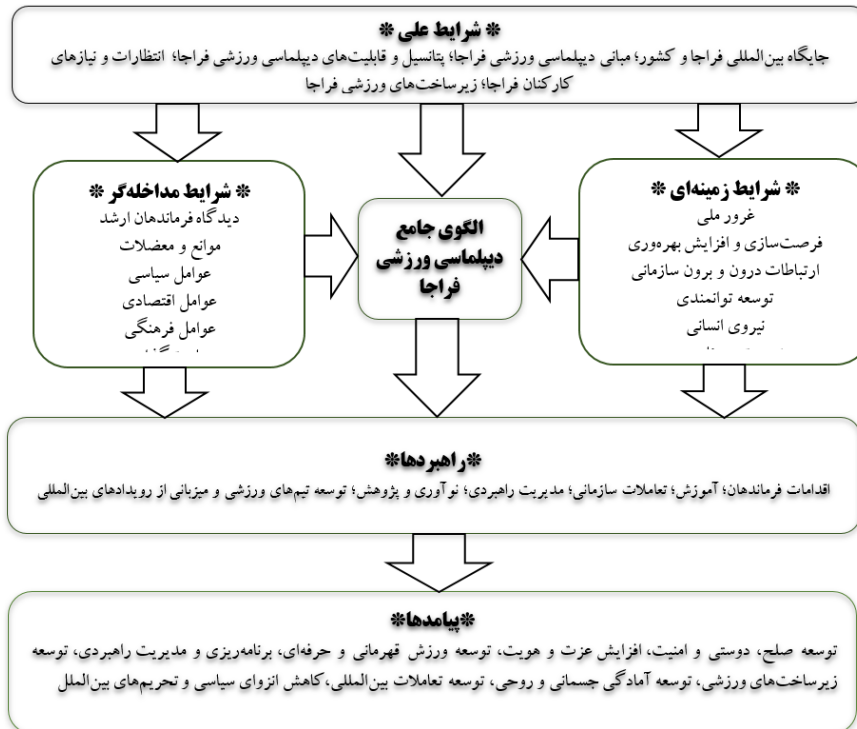 ❋ شرایط علی ❋
جایگاه بین‌المللی فراجا و کشور؛ مبانی دیپلماسی ورزشی فراجا؛ پتانسیل و قابلیت‌های دیپلماسی ورزشی فراجا؛ انتظارات و نیازهای
کارکنان فراجا؛ زیرساخت‌های ورزشی فراجا
❋ شرایط زمینه‌ای ❋
غرور ملی
فرصت‌سازی و افزایش بهره‌وری
ارتباطات درون و برون سازمانی
توسعه توانمندی
نیروی انسانی
الگوی جامع
دیپلماسی ورزشی
فراجا
❋ شرایط مداخله‌گر ❋
دیدگاه فرماندهان ارشد
موانع و معضلات
عوامل سیاسی
عوامل اقتصادی
عوامل فرهنگی
❋راهبردها❋
اقدامات فرماندهان؛ آموزش؛ تعاملات سازمانی؛ مدیریت راهبردی؛ نوآوری و پژوهش؛ توسعه تیم‌های ورزشی و میزبانی از رویدادهای بین‌المللی
❋پیامدها❋
توسعه صلح، دوستی و امنیت، افزایش عزت و هویت، توسعه ورزش قهرمانی و حرفه‌ای، برنامه‌ریزی و مدیریت راهبردی، توسعه
زیرساخت‌های ورزشی، توسعه آمادگی جسمانی و روحی، توسعه تعاملات بین‌المللی،کاهش انزوای سیاسی و تحریم‌های بین‌الملل